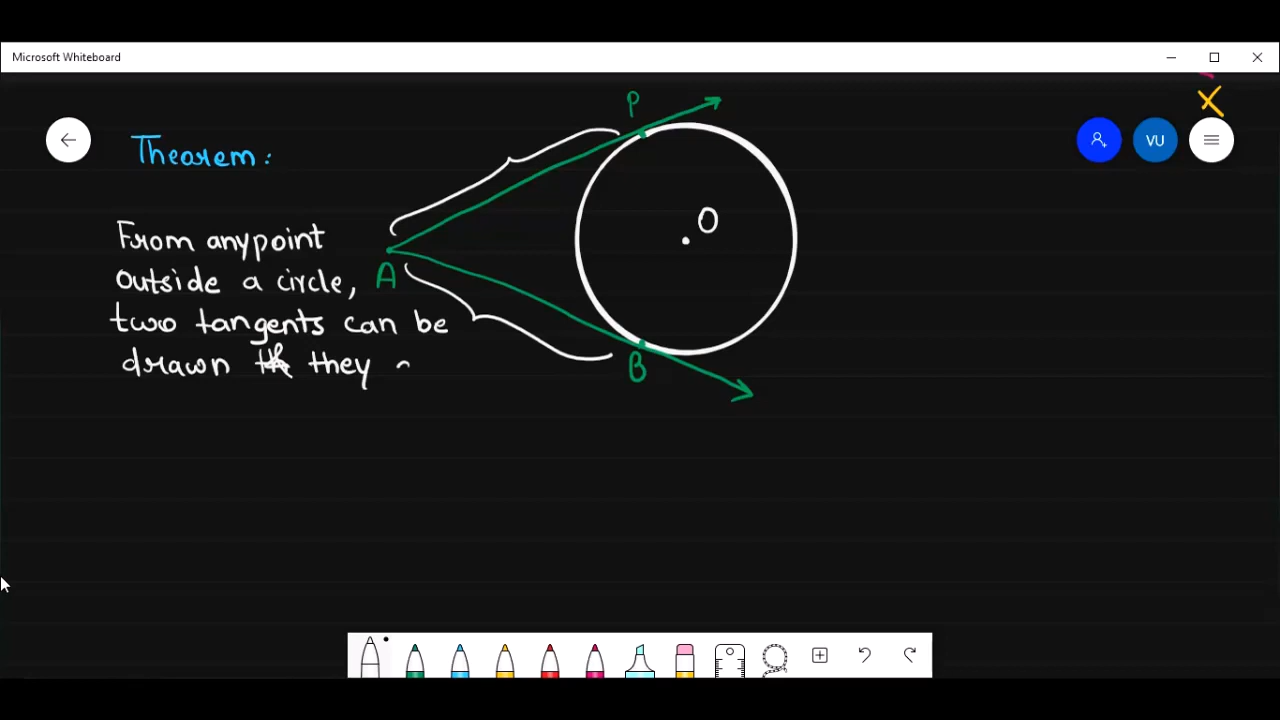 Microsoft Whiteboard
P
Theorem:
VU
O
From anypoint
A
outside a circle,
two tangents can be
drawn they
B